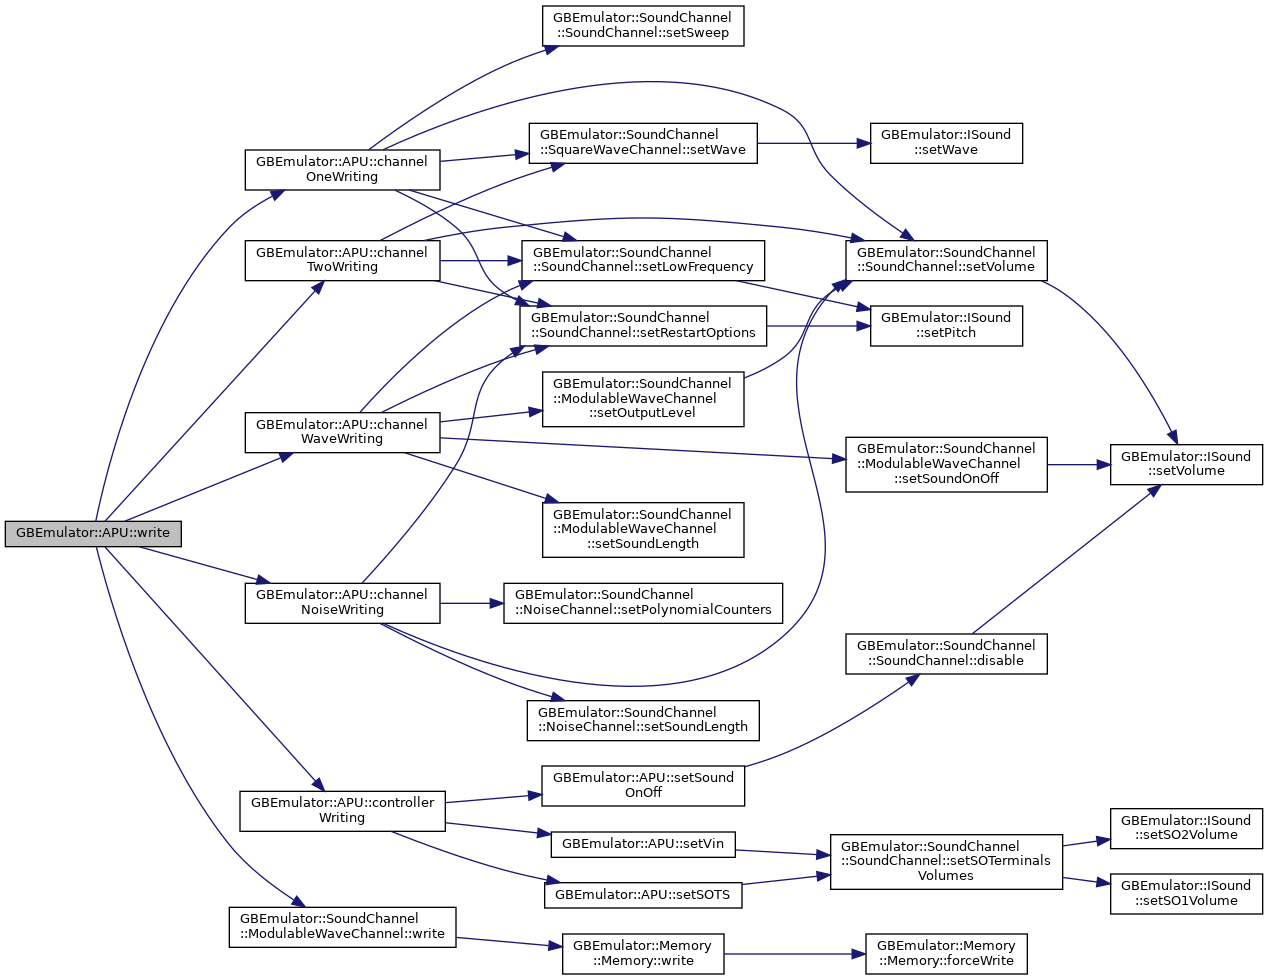 GBEmulator::SoundChannel
::SoundChannel::setSweep
GBEmulator::APU::channel
OneWriting
GBEmulator::SoundChannel
::SquareWaveChannel::setWave
GBEmulator::ISound
::setWave
GBEmulator::APU::channel
TwoWriting
GBEmulator::SoundChannel
::SoundChannel::setLowFrequency
GBEmulator::SoundChannel
::SoundChannel::setVolume
GBEmulator::SoundChannel
::SoundChannel::setRestartOptions
GBEmulator::ISound
::setPitch
GBEmulator::SoundChannel
::ModulableWaveChannel
::setOutputLevel
GBEmulator::APU::channel
WaveWriting
GBEmulator::SoundChannel
::ModulableWaveChannel
::setSoundOnOff
GBEmulator::ISound
::setVolume
GBEmulator::SoundChannel
::ModulableWaveChannel
::setSoundLength
GBEmulator::APU::write
GBEmulator::APU::channel
NoiseWriting
GBEmulator::SoundChannel
::NoiseChannel::setPolynomialCounters
GBEmulator::SoundChannel
::SoundChannel::disable
GBEmulator::SoundChannel
::NoiseChannel::setSoundLength
GBEmulator::APU::setSound
OnOff
GBEmulator::APU::controller
Writing
GBEmulator::APU::setVin
GBEmulator::SoundChannel
::SoundChannel::setSOTerminals
Volumes
GBEmulator::ISound
::setSO2Volume
GBEmulator::APU::setSOTS
GBEmulator::ISound
::setSO1Volume
GBEmulator::SoundChannel
::ModulableWaveChannel::write
GBEmulator::Memory
::Memory::write
GBEmulator::Memory
::Memory::forceWrite